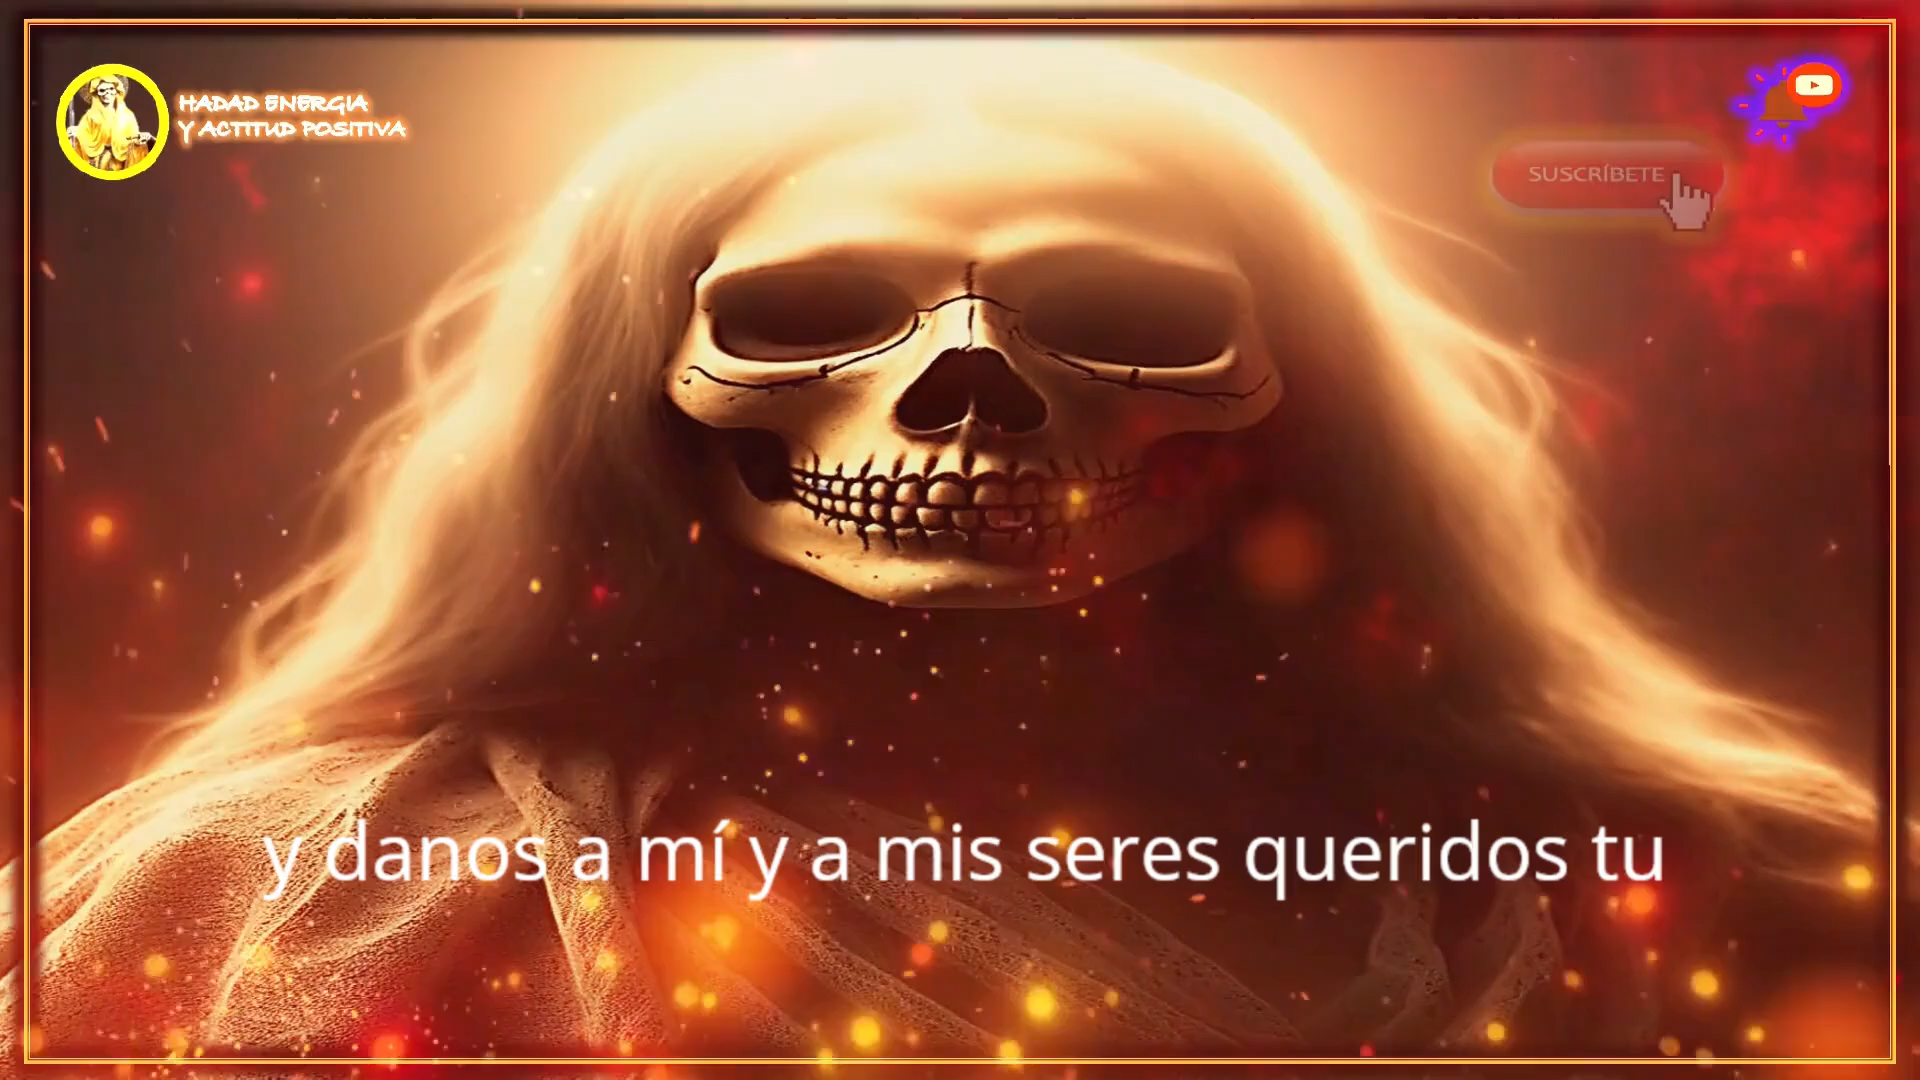 HADAD ENERGIA
Y ACTITUD POSITIVA
SUSCRÍBETE
y danos a mí y a mis seres queridos tu